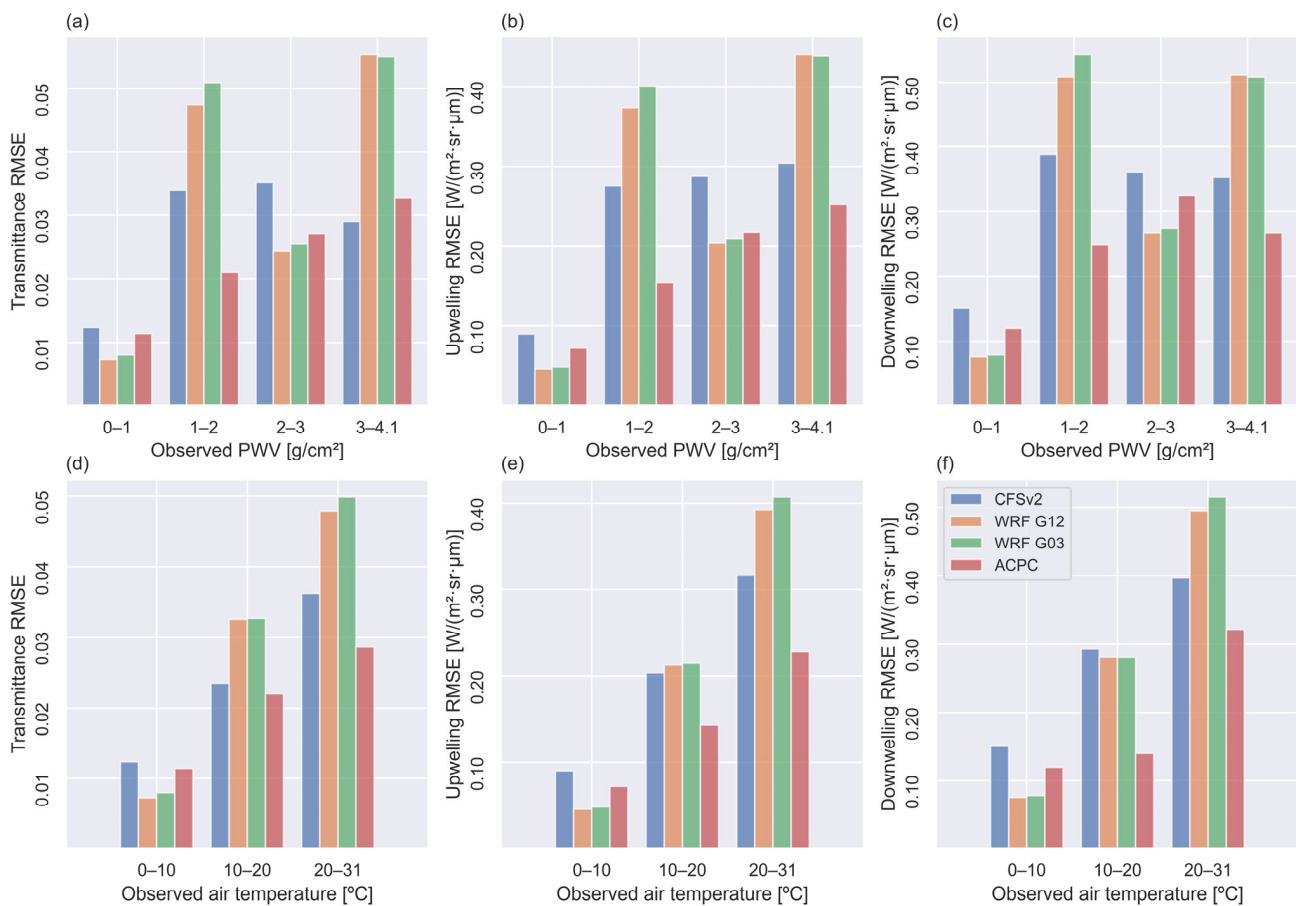 (a)
Transmittance RMSE
0.05
0.04
0.03
0.02
0.01
0–1
1–2
2–3
3–4.1
Observed PWV [g/cm²]
(b)
Upwelling RMSE [W/(m²·sr·μm)]
0.40
0.30
0.20
0.10
0–1
1–2
2–3
3–4.1
Observed PWV [g/cm²]
(c)
Downwelling RMSE [W/(m²·sr·μm)]
0.50
0.40
0.30
0.20
0.10
0–1
1–2
2–3
3–4.1
Observed PWV [g/cm²]
(d)
Transmittance RMSE
0.05
0.04
0.03
0.02
0.01
0–10
10–20
20–31
Observed air temperature [°C]
(e)
Upwelling RMSE [W/(m²·sr·μm)]
0.40
0.30
0.20
0.10
0–10
10–20
20–31
Observed air temperature [°C]
(f)
Downwelling RMSE [W/(m²·sr·μm)]
0.50
0.40
0.30
0.20
0.10
CFSv2
WRF G12
WRF G03
ACPC
0–10
10–20
20–31
Observed air temperature [°C]